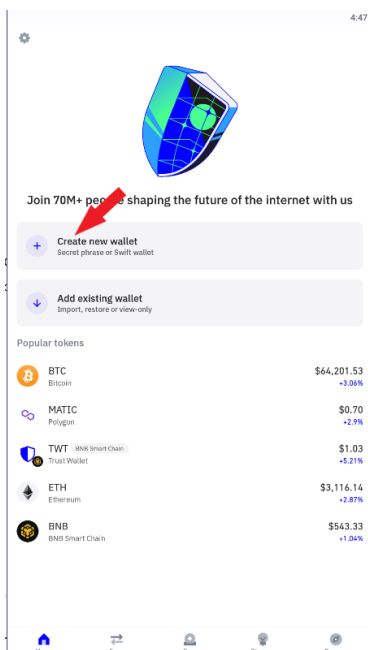 4:47
Join 70M+ people shaping the future of the internet with us
Create new wallet
Secret phrase or Swift wallet
Add existing wallet
Import, restore or view-only
Popular tokens
BTC $64,201.53
Bitcoin +3.06%
MATIC $0.70
Polygon +2.9%
TWT BNB Smart Chain $1.03
Trust Wallet +5.21%
ETH $3,116.14
Ethereum +2.87%
BNB $543.33
BNB Smart Chain +1.04%